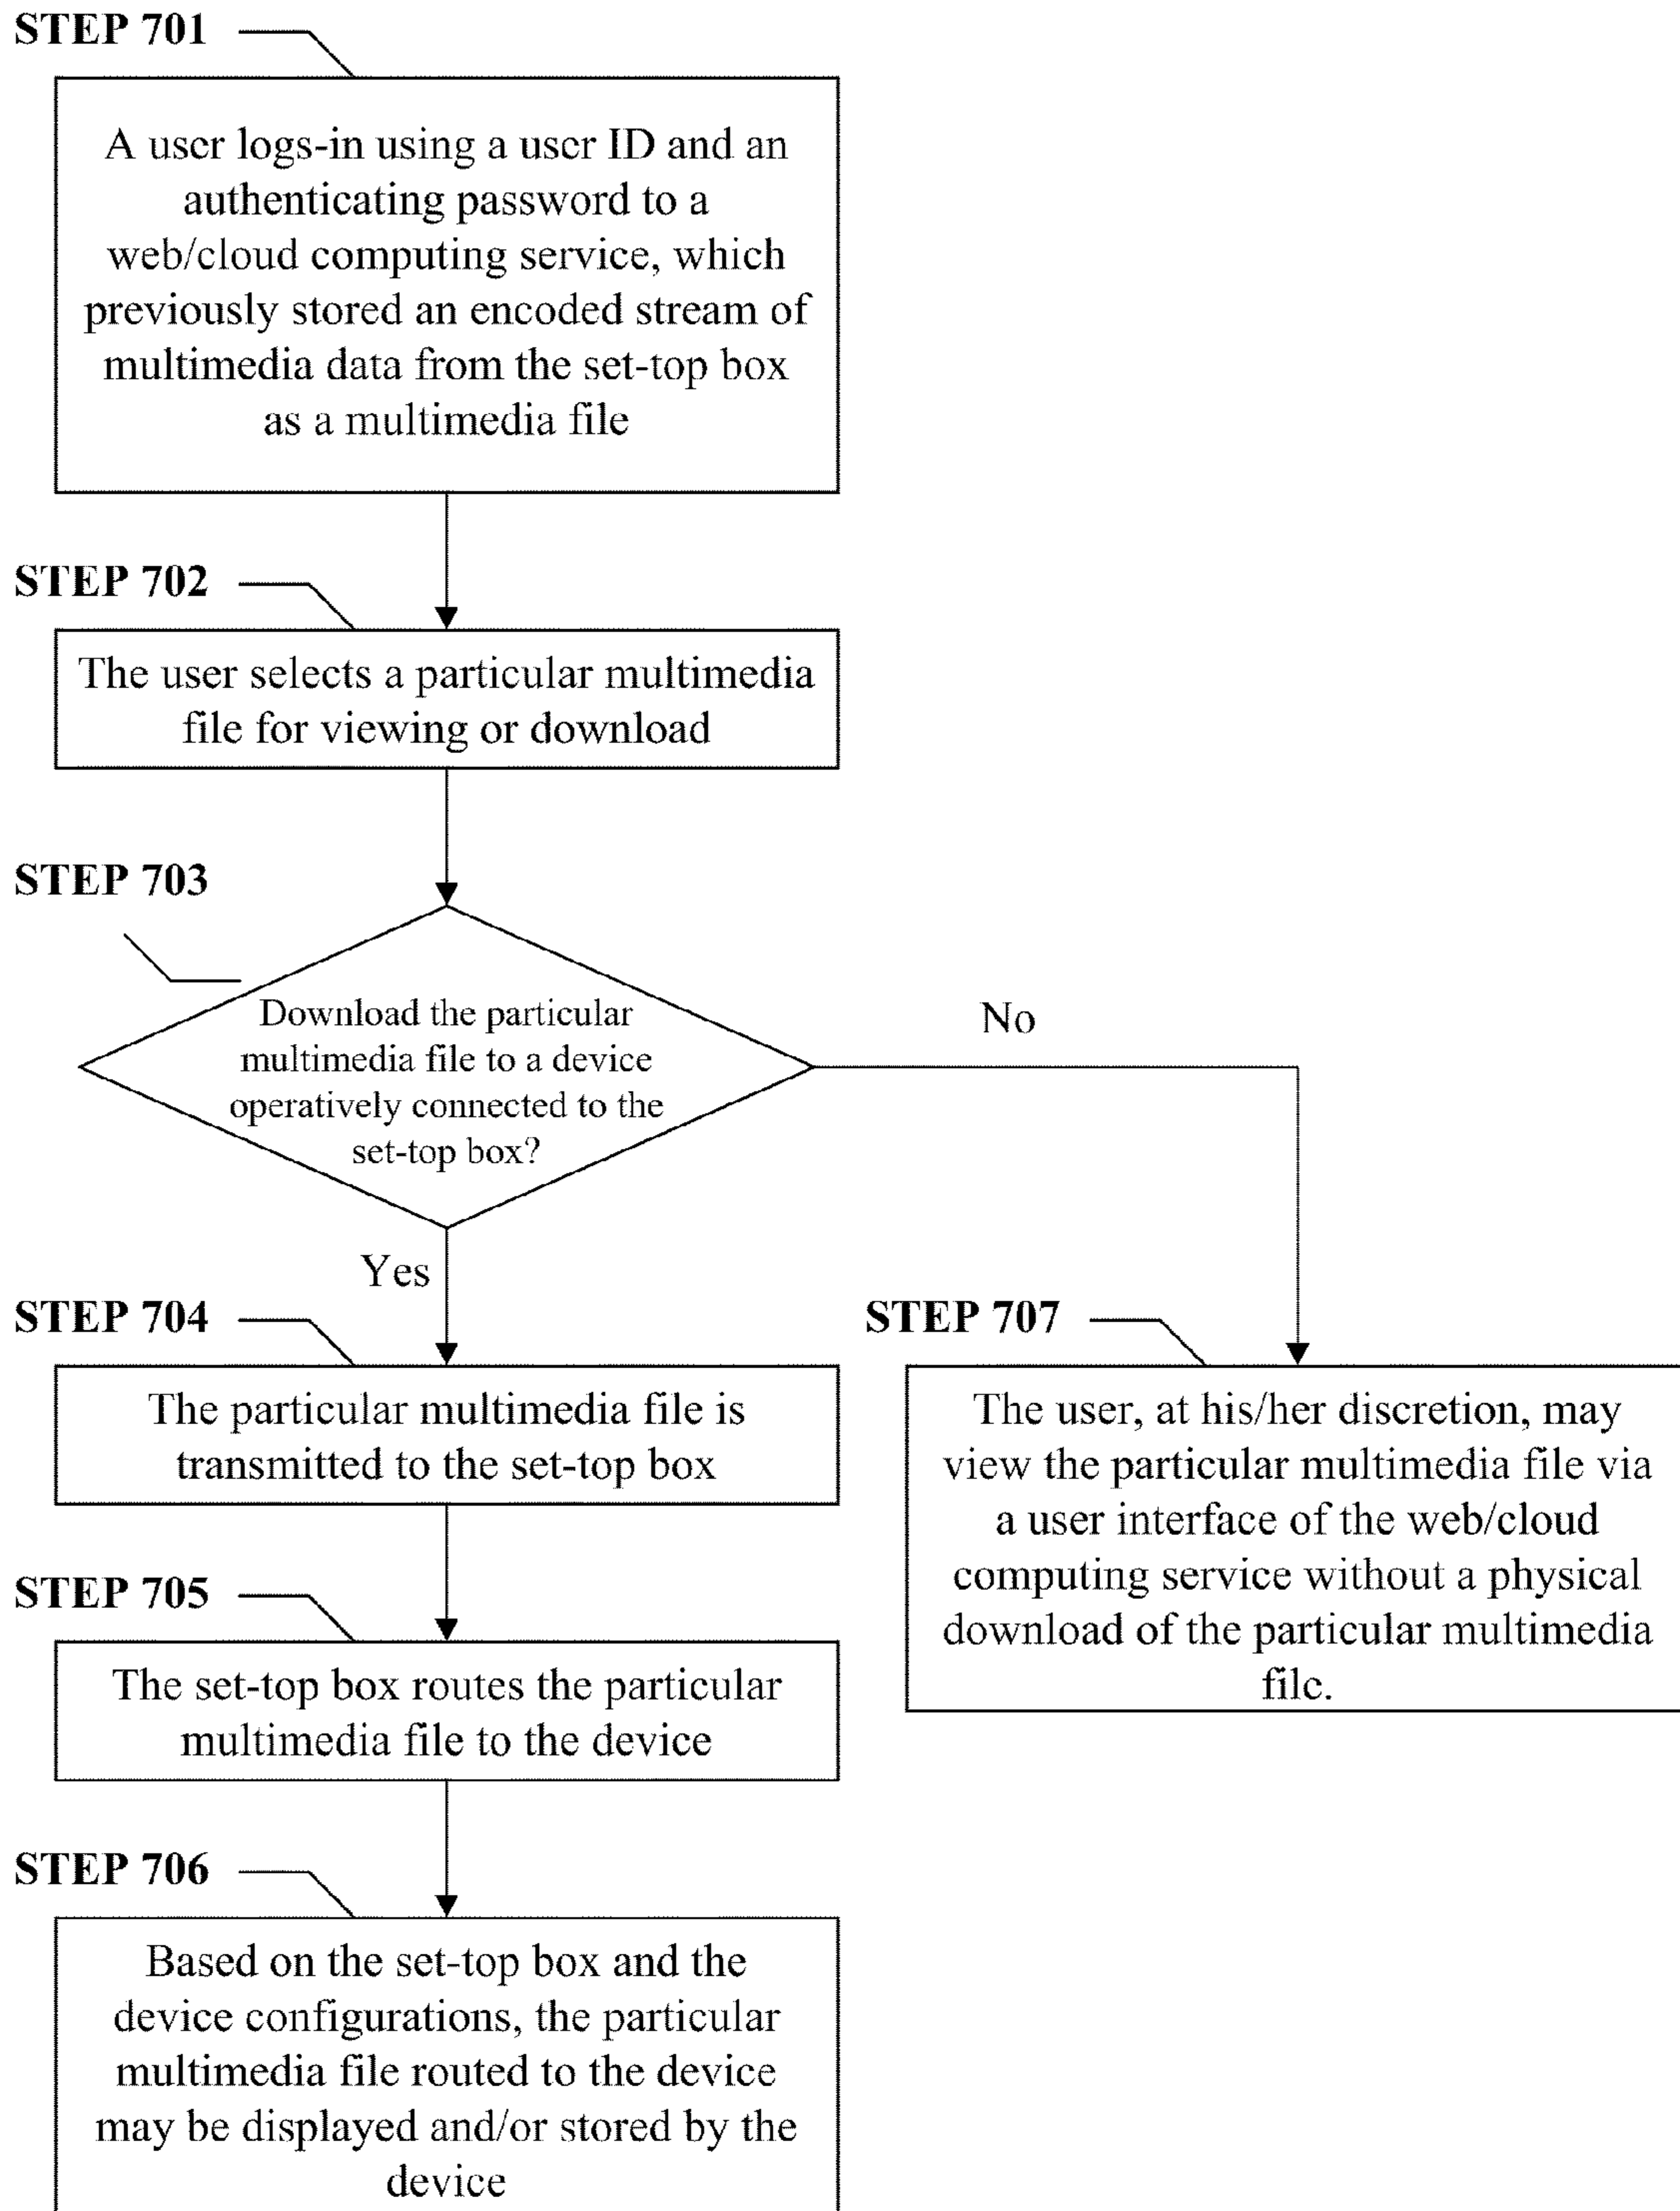 STEP 701
A user logs-in using a user ID and an
authenticating password to a
web/cloud computing service, which
previously stored an encoded stream of
multimedia data from the set-top box
as a multimedia file
STEP 702
The user selects a particular multimedia
file for viewing or download
STEP 703
Download the particular
multimedia file to a device
operatively connected to the
set-top box?
No
Yes
STEP 704
The particular multimedia file is
transmitted to the set-top box
STEP 707
The user, at his/her discretion, may
view the particular multimedia file via
a user interface of the web/cloud
computing service without a physical
download of the particular multimedia
file.
STEP 705
The set-top box routes the particular
multimedia file to the device
STEP 706
Based on the set-top box and the
device configurations, the particular
multimedia file routed to the device
may be displayed and/or stored by the
device